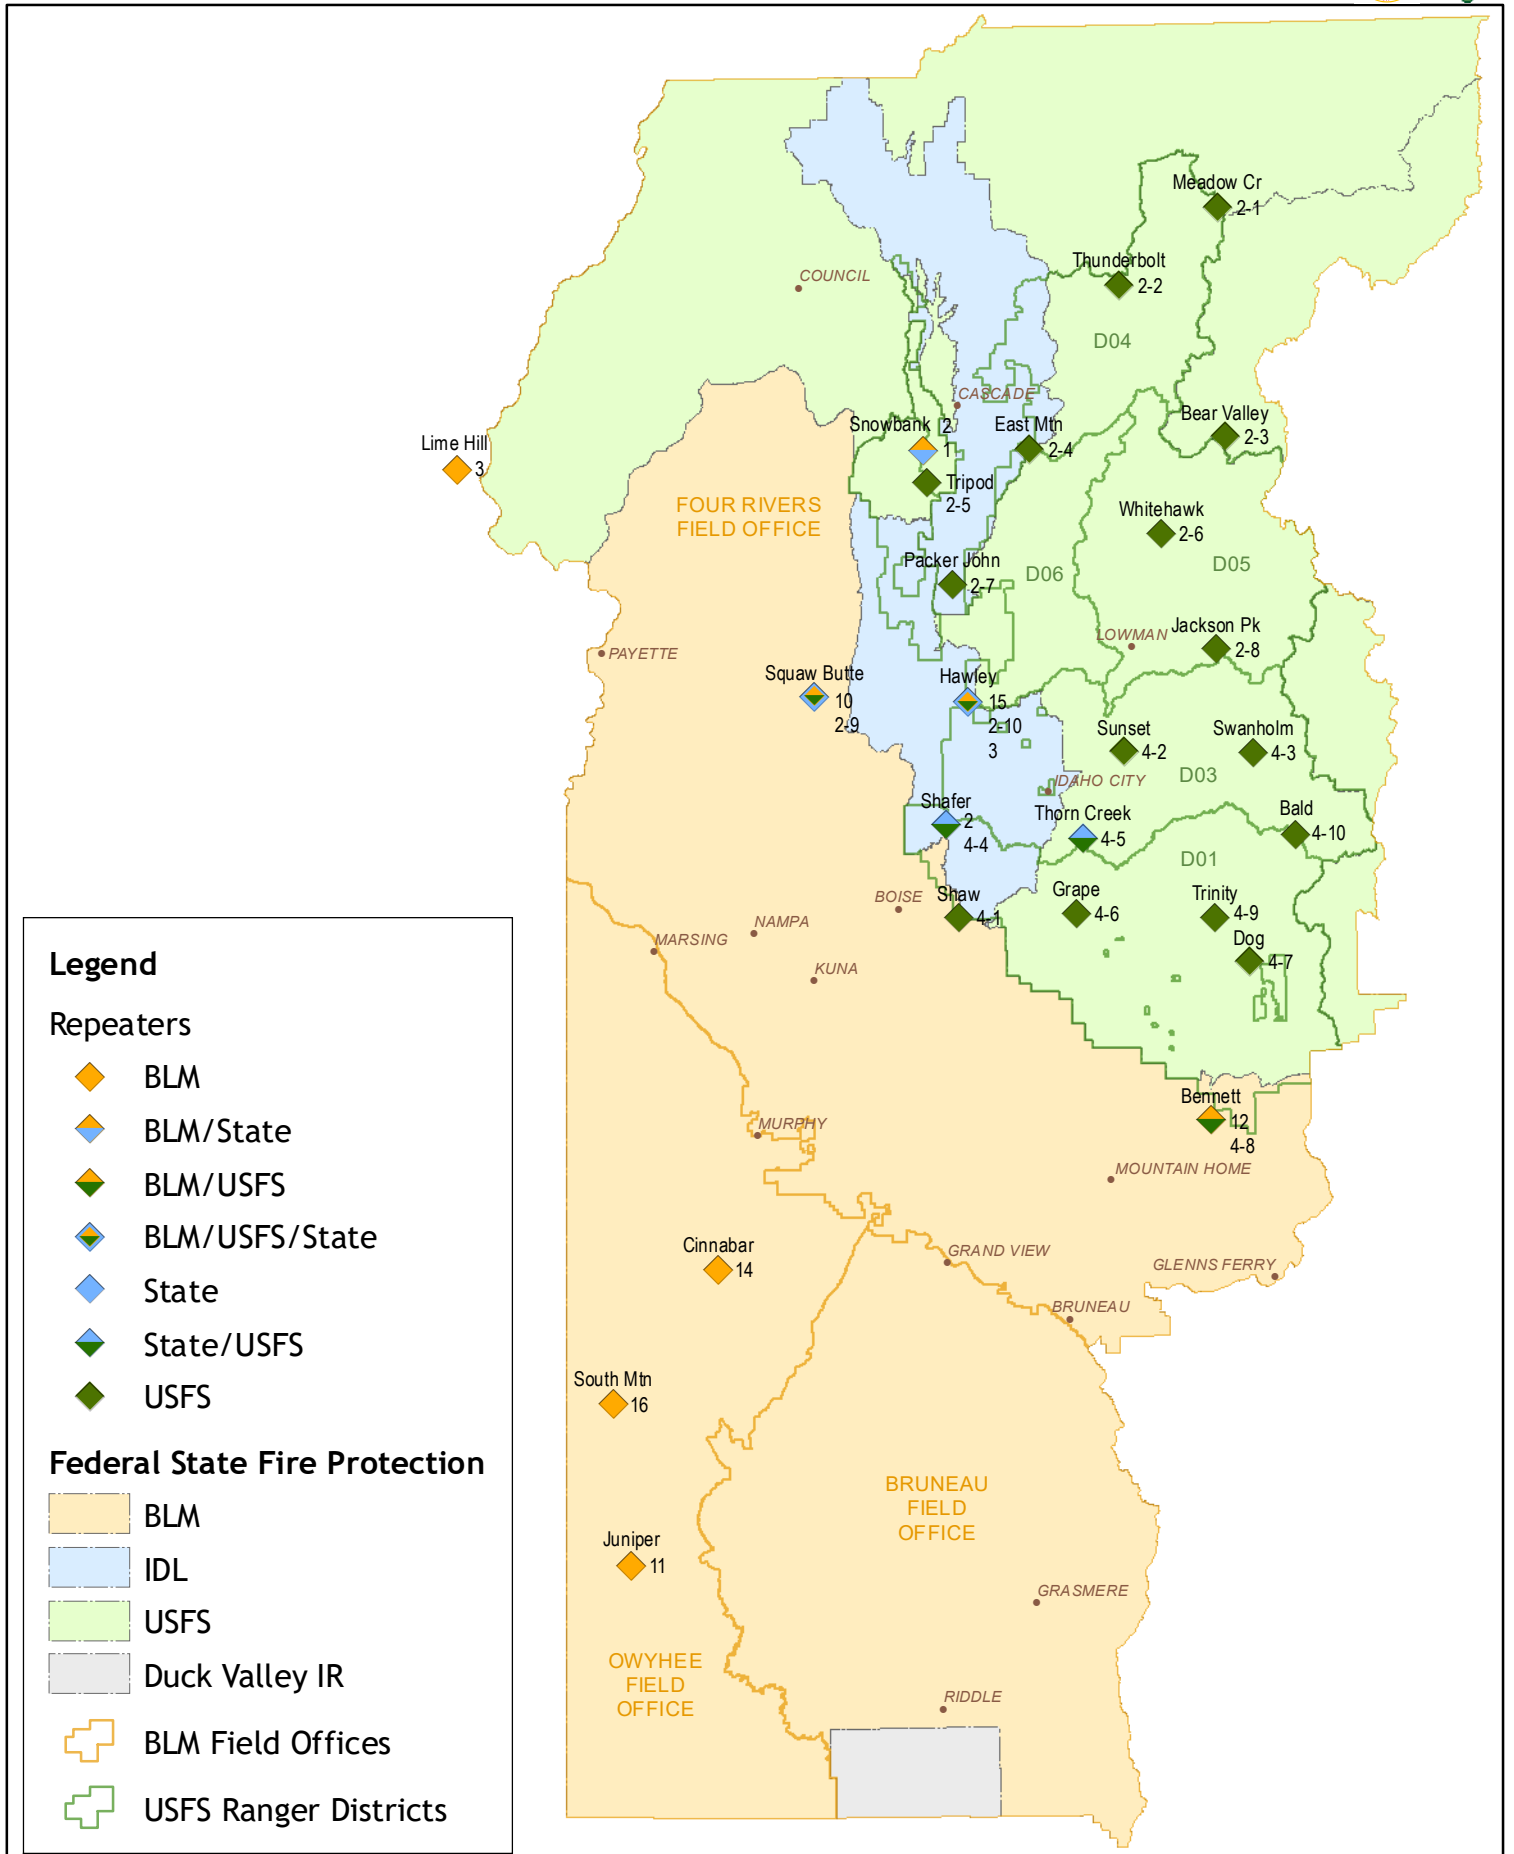 Meadow Cr
2-1
Thunderbolt
2-2
COUNCIL
D04
CASCADE
Snowbank 2
1
East Mtn
2-4
Bear Valley
2-3
Lime Hill
3
Tripod
2-5
FOUR RIVERS
FIELD OFFICE
Whitehawk
2-6
Packer John
2-7
D06
D05
LOWMAN
Jackson Pk
2-8
PAYETTE
Squaw Butte
10
2-9
Hawley
15
2-10
3
Sunset
4-2
Swanholm
4-3
D03
IDAHO CITY
Shafer
2
4-4
Thorn Creek
4-5
Bald
4-10
D01
BOISE
Shaw
4-1
Grape
4-6
Trinity
4-9
Dog
4-7
NAMPA
MARSING
KUNA
Bennett
12
4-8
MURPHY
MOUNTAIN HOME
Cinnabar
14
GRAND VIEW
GLENNS FERRY
BRUNEAU
South Mtn
16
BRUNEAU
FIELD
OFFICE
Juniper
11
GRASMERE
OWYHEE
FIELD
OFFICE
RIDDLE
Legend
Repeaters
BLM
BLM/State
BLM/USFS
BLM/USFS/State
State
State/USFS
USFS
Federal State Fire Protection
BLM
IDL
USFS
Duck Valley IR
BLM Field Offices
USFS Ranger Districts